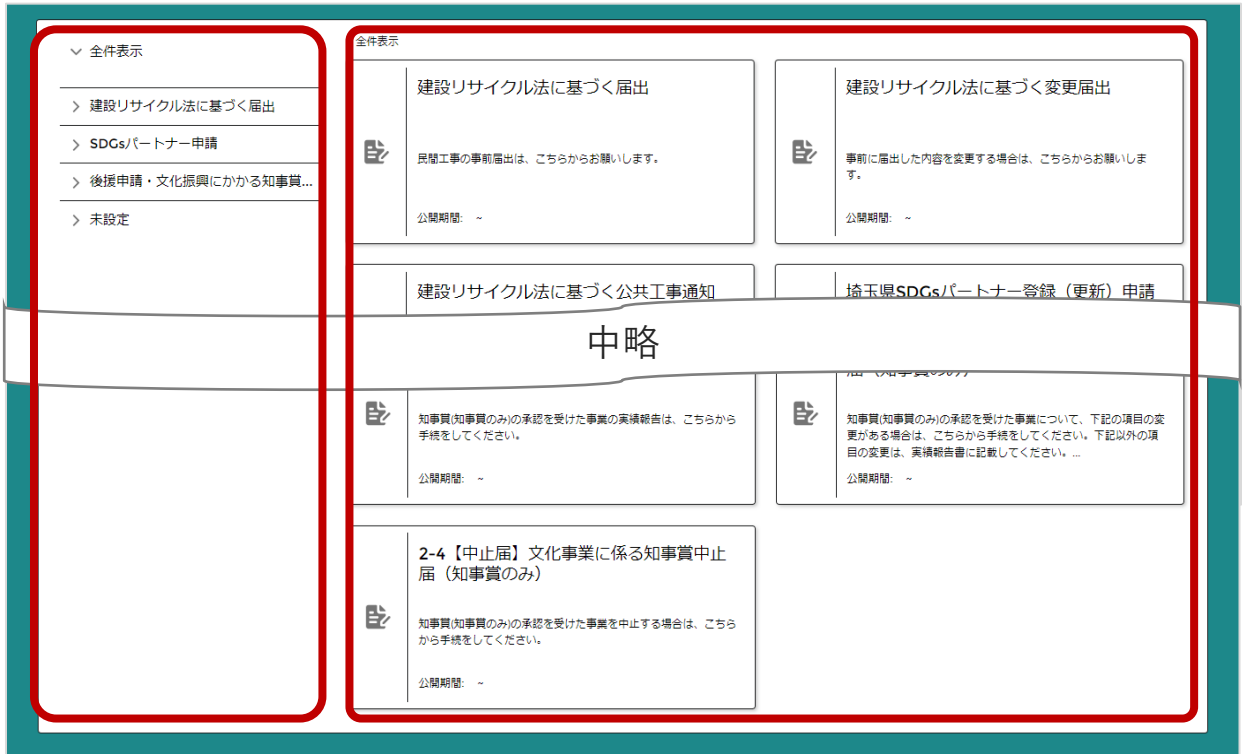 全件表示
建設リサイクル法に基づく届出
SDGsパートナー申請
後援申請・文化振興にかかる知事賞...
未設定
全件表示
建設リサイクル法に基づく届出
民間工事の事前届出は、こちらからお願いします。
公開期間: ~
建設リサイクル法に基づく変更届出
事前に届出した内容を変更する場合は、こちらからお願いしま
す。
公開期間: ~
建設リサイクル法に基づく公共工事通知
埼玉県SDGsパートナー登録（更新）申請
中略
知事賞(知事賞のみ)の承認を受けた事業の実績報告は、こちらから
手続をしてください。
公開期間: ~
届（知事賞のみ）
知事賞(知事賞のみ)の承認を受けた事業について、下記の項目の変
更がある場合は、こちらから手続をしてください。下記以外の項
目の変更は、実績報告書に記載してください。...
公開期間: ~
2-4【中止届】文化事業に係る知事賞中止
届（知事賞のみ）
知事賞(知事賞のみ)の承認を受けた事業を中止する場合は、こちら
から手続をしてください。
公開期間: ~